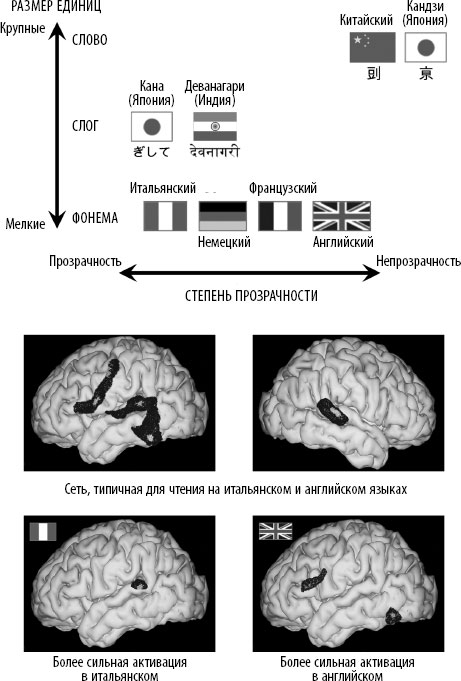 РАЗМЕР ЕДИНИЦ
Крупные
СЛОВО
Китайский
Кандзи
(Япония)
Кана
(Япония)
Деванагари
(Индия)
СЛОГ
ぎして
देवनागरी
Итальянский
Французский
Мелкие
ФОНЕМА
Немецкий
Английский
Прозрачность
Непрозрачность
СТЕПЕНЬ ПРОЗРАЧНОСТИ
Сеть, типичная для чтения на итальянском и английском языках
Более сильная активация
в итальянском
Более сильная активация
в английском